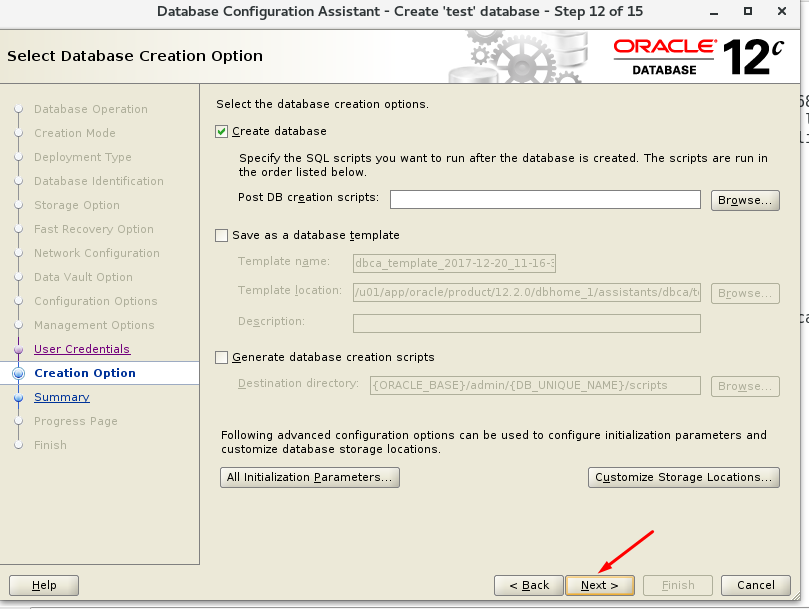 Database Configuration Assistant - Create 'test' database - Step 12 of 15
Select Database Creation Option
ORACLE
DATABASE
12c
Database Operation
Creation Mode
Deployment Type
Database Identification
Storage Option
Fast Recovery Option
Network Configuration
Data Vault Option
Configuration Options
Management Options
User Credentials
Creation Option
Summary
Progress Page
Finish
Select the database creation options.
Create database
Specify the SQL scripts you want to run after the database is created. The scripts are run in
the order listed below.
Post DB creation scripts:
Browse...
Save as a database template
Template name:
dbca_template_2017-12-20_11-16-
Template location:
/u01/app/oracle/product/12.2.0/dbhome_1/assistants/dbca/t
Browse...
Description:
Generate database creation scripts
Destination directory:
{ORACLE_BASE}/admin/{DB_UNIQUE_NAME}/scripts
Browse...
Following advanced configuration options can be used to configure initialization parameters and
customize database storage locations.
All Initialization Parameters...
Customize Storage Locations...
Help
< Back
Next >
Finish
Cancel